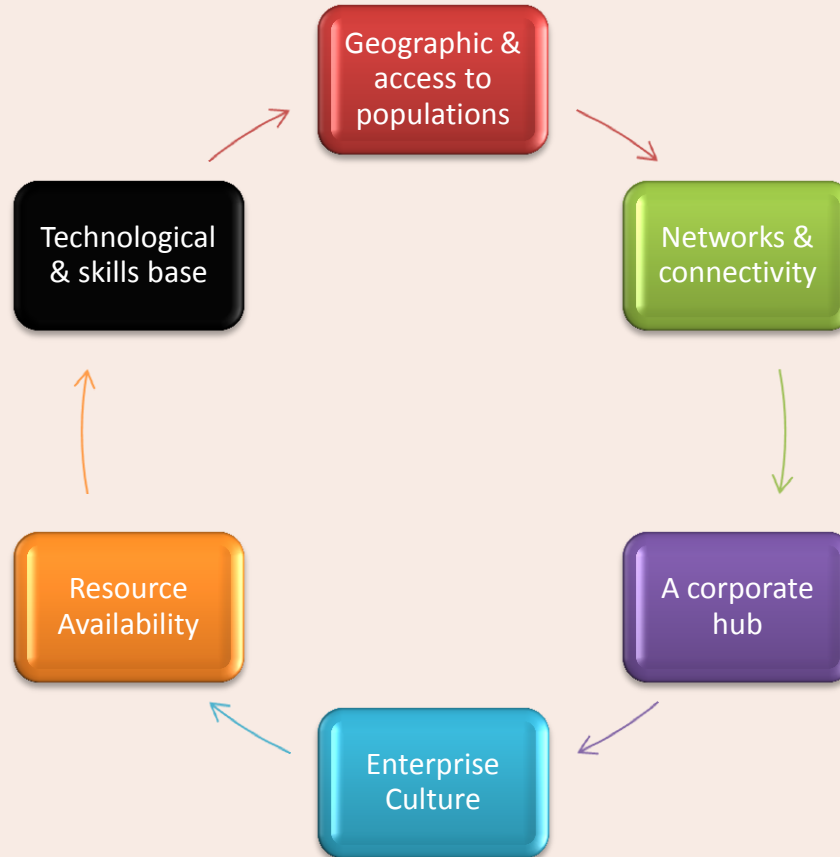 Geographic &
access to
populations
Networks &
connectivity
A corporate
hub
Enterprise
Culture
Resource
Availability
Technological
& skills base